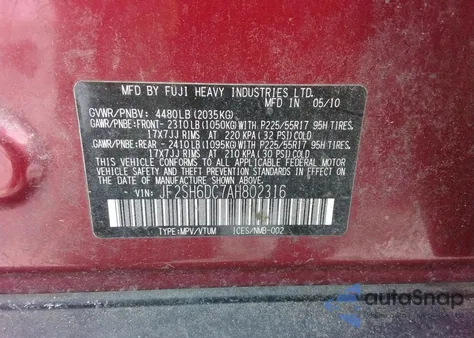 MFD BY FUJI HEAVY INDUSTRIES LTD.
GVWR/PNBV: 4480LB (2035KG) MFD IN 05/10
GAWR/PNBE:FRONT- 2310LB(1050KG)WITH P225/55R17 95H TIRES,
17X7JJ RIMS AT 220 KPA(32 PSI)COLD
GAWR/PNBE:REAR - 2410LB(1095KG)WITH P225/55R17 95H TIRES,
17X7JJ RIMS AT 210 KPA(30 PSI)COLD
THIS VEHICLE CONFORMS TO ALL APPLICABLE FEDERAL MOTOR
VEHICLE SAFETY, BUMPER, AND THEFT PREVENTION STANDARDS
IN EFFECT ON THE DATE OF MANUFACTURE SHOWN ABOVE.
VIN: JF2SH6DC7AH802316
TYPE:MPV/VTUM ICES/NMB-002
autoSnap